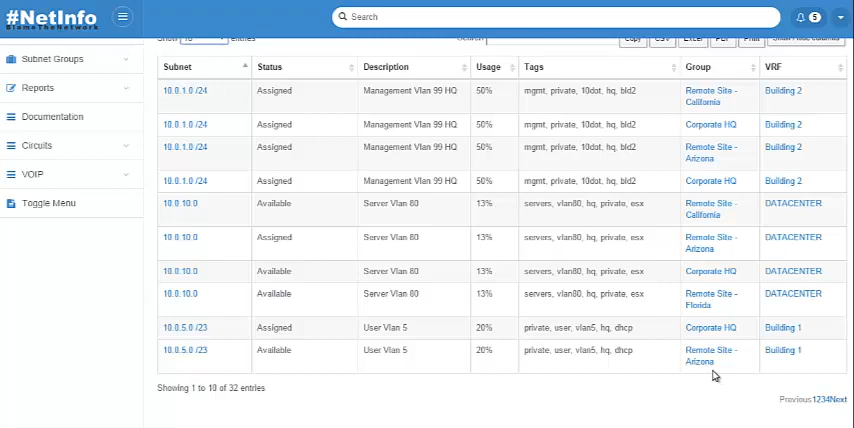 #NetInfo
BlameTheNetwork
Search
5
Subnet Groups
Reports
Documentation
Circuits
VOIP
Toggle Menu
Show 10 entries
Search:
Copy CSV Excel PDF Print Show / hide columns
Subnet Status Description Usage Tags Group VRF
10.0.1.0 /24 Assigned Management Vlan 99 HQ 50% mgmt, private, 10dot, hq, bld2 Remote Site - Building 2
California
10.0.1.0 /24 Assigned Management Vlan 99 HQ 50% mgmt, private, 10dot, hq, bld2 Corporate HQ Building 2
10.0.1.0 /24 Assigned Management Vlan 99 HQ 50% mgmt, private, 10dot, hq, bld2 Remote Site - Building 2
Arizona
10.0.1.0 /24 Assigned Management Vlan 99 HQ 50% mgmt, private, 10dot, hq, bld2 Corporate HQ Building 2
10.0.10.0 Available Server Vlan 80 13% servers, vlan80, hq, private, esx Remote Site - DATACENTER
California
10.0.10.0 Assigned Server Vlan 80 13% servers, vlan80, hq, private, esx Remote Site - DATACENTER
Arizona
10.0.10.0 Available Server Vlan 80 13% servers, vlan80, hq, private, esx Corporate HQ DATACENTER
10.0.10.0 Available Server Vlan 80 13% servers, vlan80, hq, private, esx Remote Site - DATACENTER
Florida
10.0.5.0 /23 Assigned User Vlan 5 20% private, user, vlan5, hq, dhcp Corporate HQ Building 1
10.0.5.0 /23 Available User Vlan 5 20% private, user, vlan5, hq, dhcp Remote Site - Building 1
Arizona
Showing 1 to 10 of 32 entries
Previous1234Next